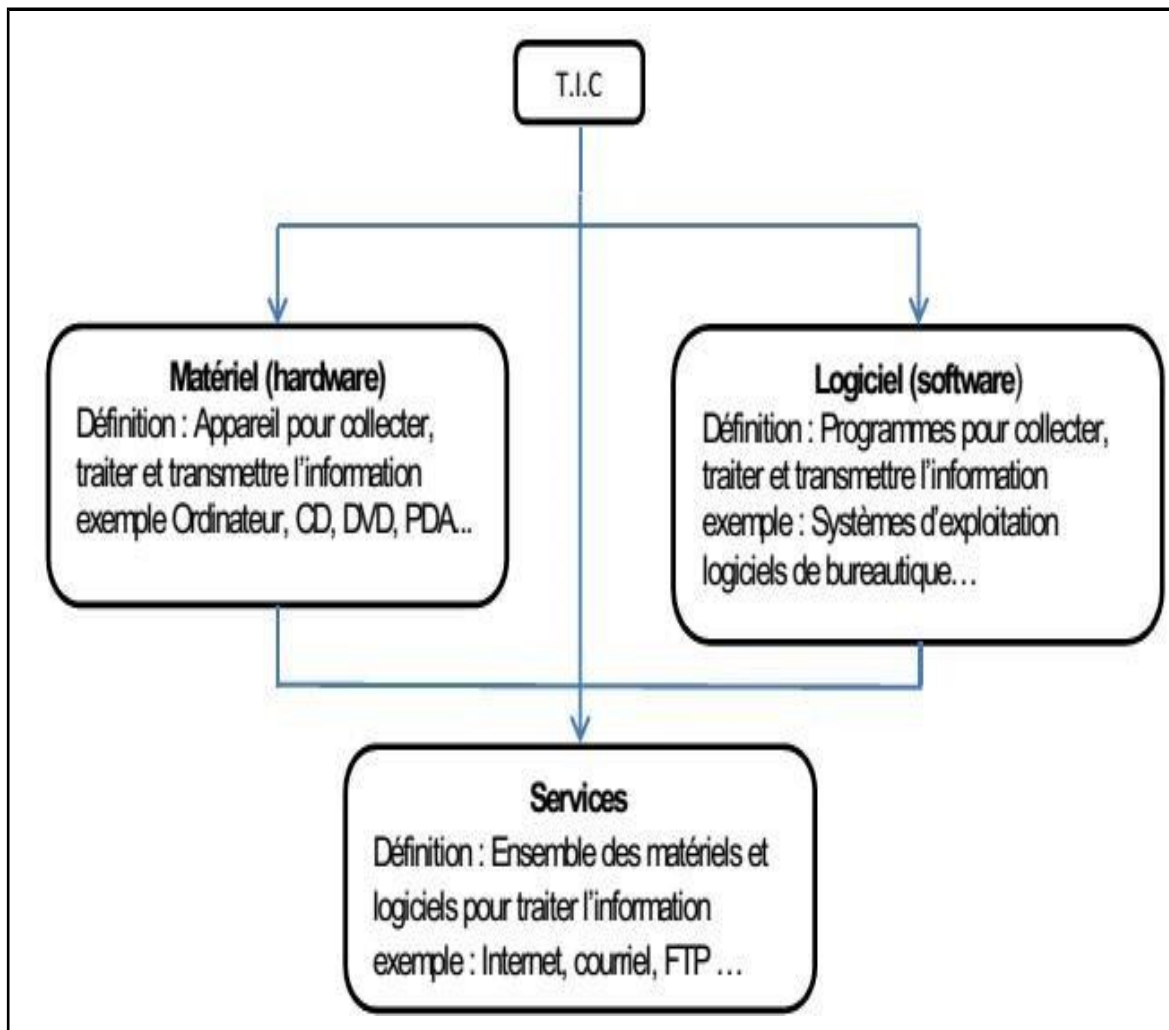 T.I.C
Matériel (hardware)
Définition : Appareil pour collecter,
traiter et transmettre l’information
exemple Ordinateur, CD, DVD, PDA...
Logiciel (software)
Définition : Programmes pour collecter,
traiter et transmettre l’information
exemple : Systèmes d’exploitation
logiciels de bureautique…
Services
Définition : Ensemble des matériels et
logiciels pour traiter l’information
exemple : Internet, courriel, FTP …